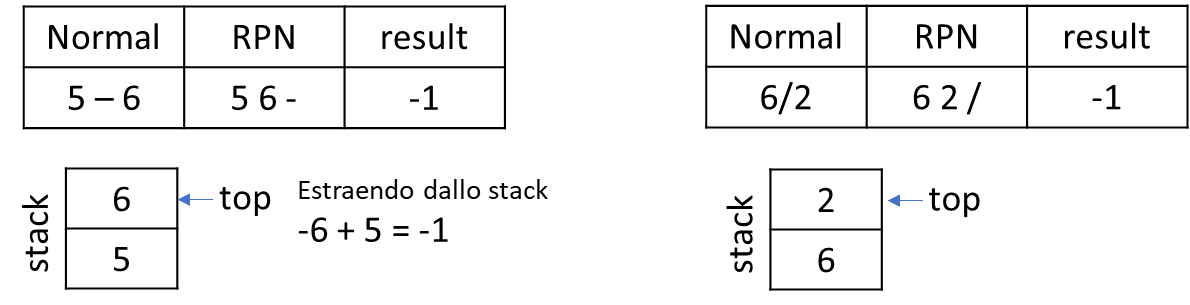 Normal RPN result
5 – 6 5 6 - -1
stack
6
top
5
Estraendo dallo stack
-6 + 5 = -1
Normal RPN result
6/2 6 2 / -1
stack
2
top
6